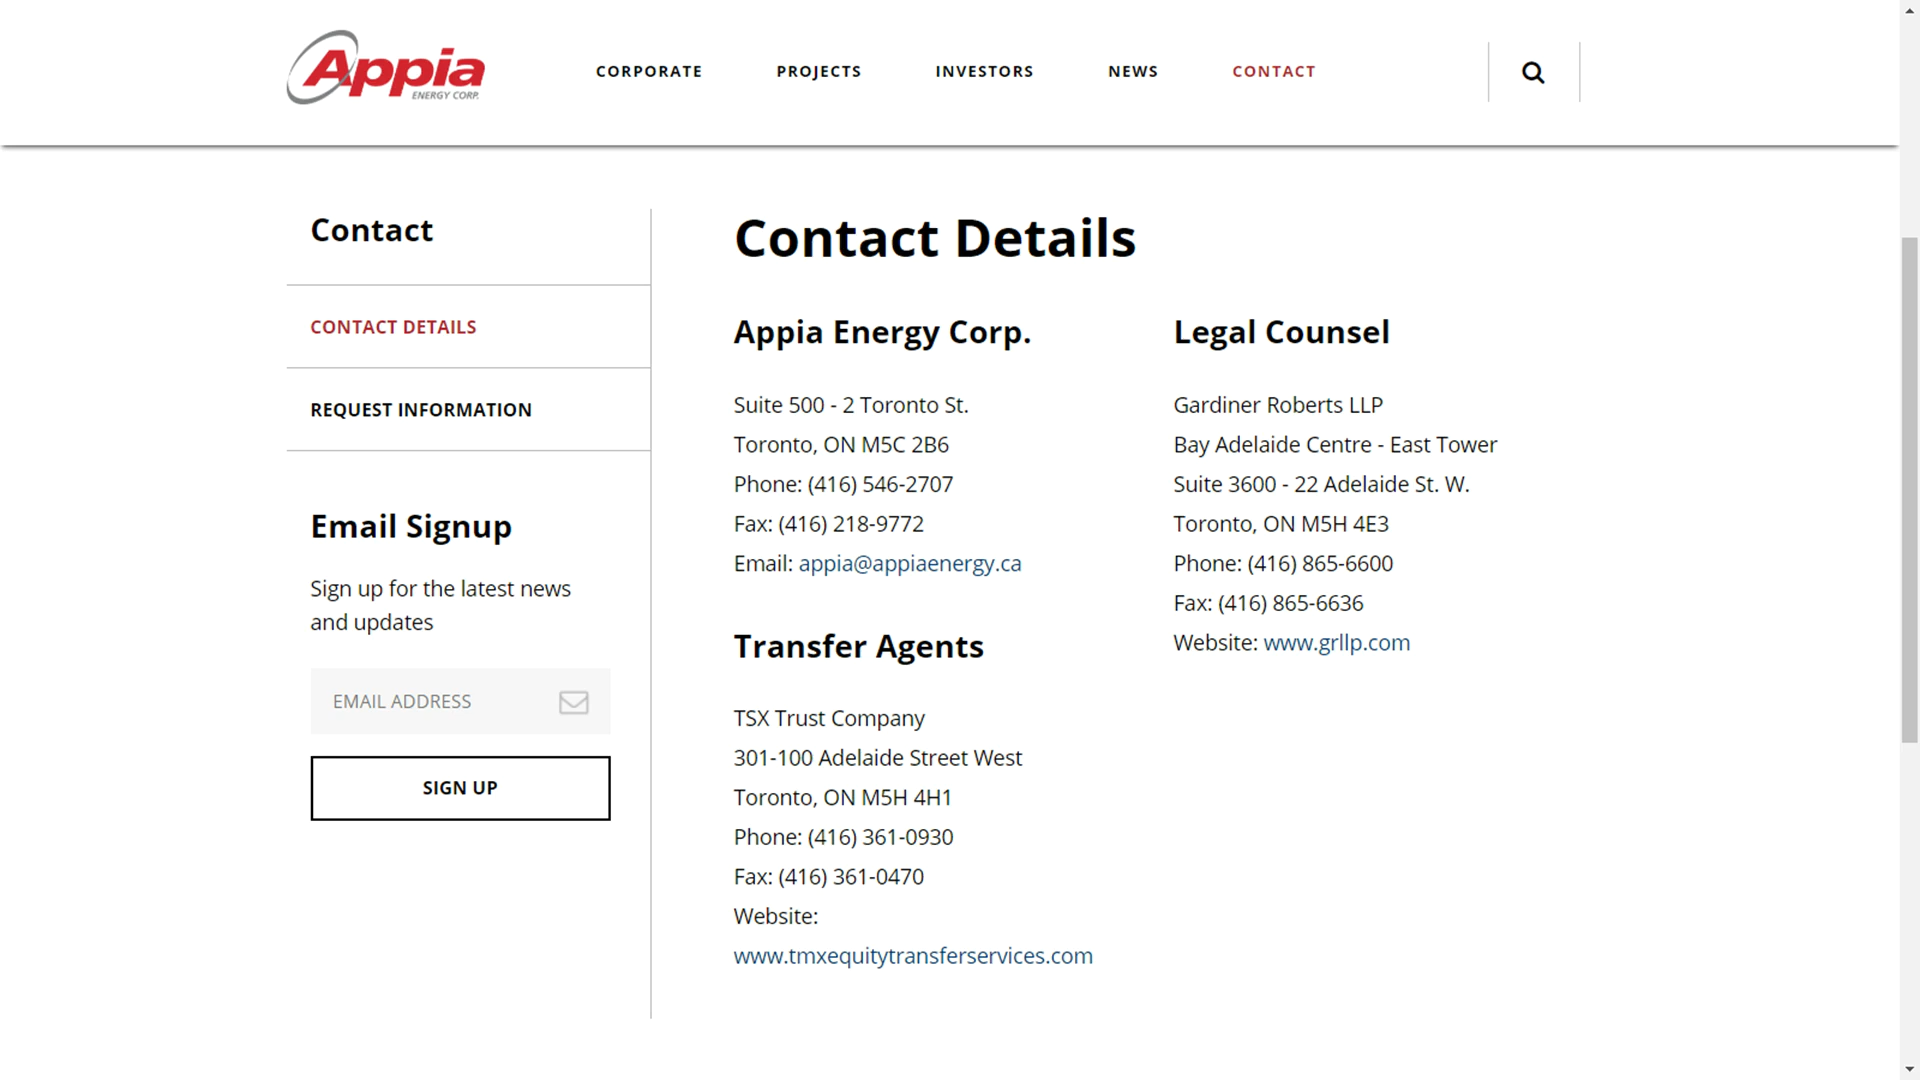 Appia
ENERGY CORP.
CORPORATE
PROJECTS
INVESTORS
NEWS
CONTACT
Contact
CONTACT DETAILS
REQUEST INFORMATION
Email Signup
Sign up for the latest news
and updates
EMAIL ADDRESS
SIGN UP
Contact Details
Appia Energy Corp.
Suite 500 - 2 Toronto St.
Toronto, ON M5C 2B6
Phone: (416) 546-2707
Fax: (416) 218-9772
Email: appia@appiaenergy.ca
Transfer Agents
TSX Trust Company
301-100 Adelaide Street West
Toronto, ON M5H 4H1
Phone: (416) 361-0930
Fax: (416) 361-0470
Website:
www.tmxequitytransferservices.com
Legal Counsel
Gardiner Roberts LLP
Bay Adelaide Centre - East Tower
Suite 3600 - 22 Adelaide St. W.
Toronto, ON M5H 4E3
Phone: (416) 865-6600
Fax: (416) 865-6636
Website: www.grllp.com